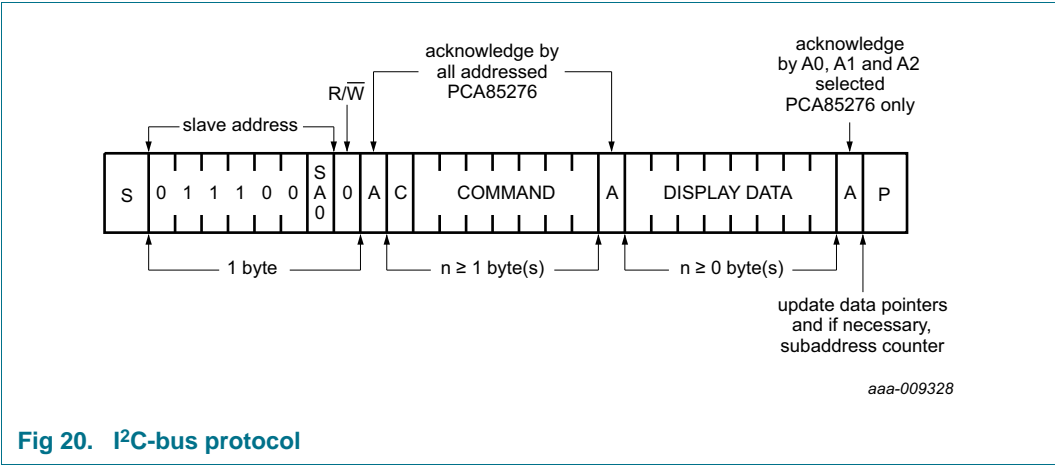 acknowledge by
all addressed
PCA85276
acknowledge
by A0, A1 and A2
selected
PCA85276 only
R/W̅
slave address
S 0 1 1 1 0 0 SA0 0 A C COMMAND A DISPLAY DATA A P
1 byte
n ≥ 1 byte(s)
n ≥ 0 byte(s)
update data pointers
and if necessary,
subaddress counter
aaa-009328
Fig 20. I²C-bus protocol